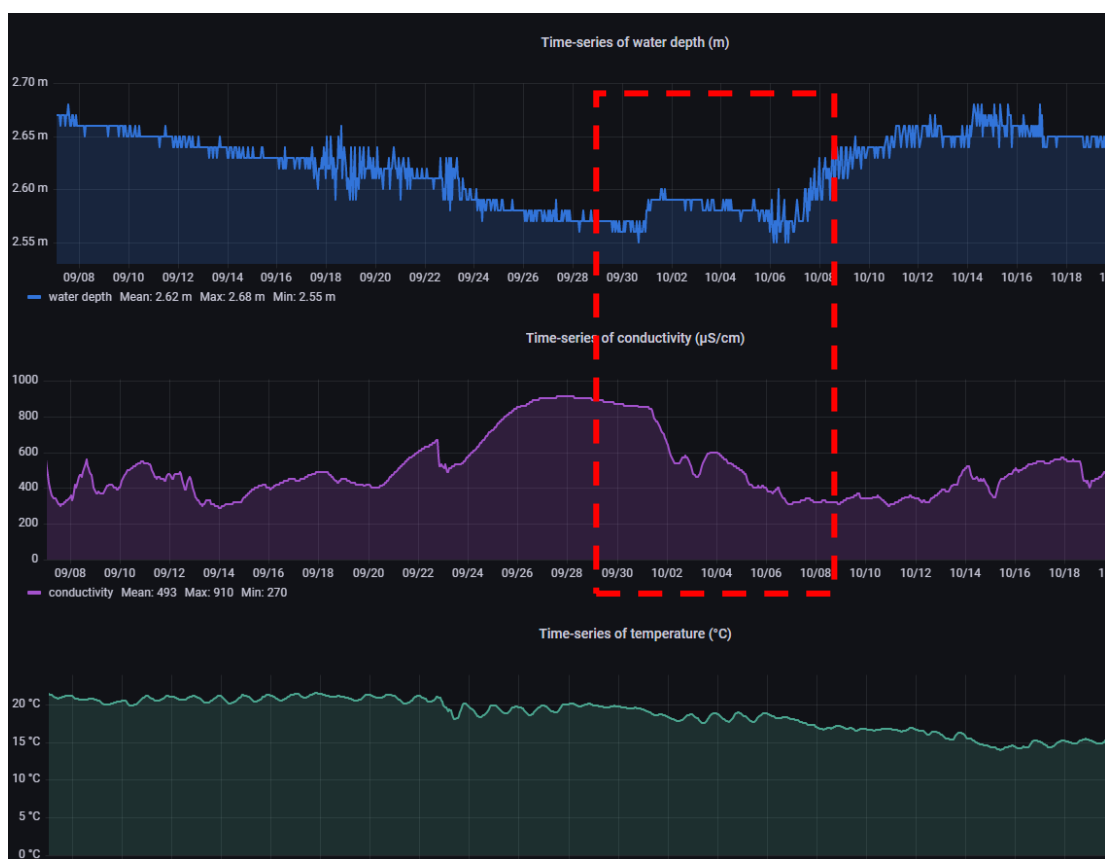 Time-series of water depth (m)
2.70 m
2.65 m
2.60 m
2.55 m
09/08 09/10 09/12 09/14 09/16 09/18 09/20 09/22 09/24 09/26 09/28 09/30 10/02 10/04 10/06 10/08 10/10 10/12 10/14 10/16 10/18
water depth Mean: 2.62 m Max: 2.68 m Min: 2.55 m
Time-series of conductivity (µS/cm)
1000
800
600
400
200
0
09/08 09/10 09/12 09/14 09/16 09/18 09/20 09/22 09/24 09/26 09/28 09/30 10/02 10/04 10/06 10/08 10/10 10/12 10/14 10/16 10/18 1
conductivity Mean: 493 Max: 910 Min: 270
Time-series of temperature (°C)
20 °C
15 °C
10 °C
5 °C
0 °C